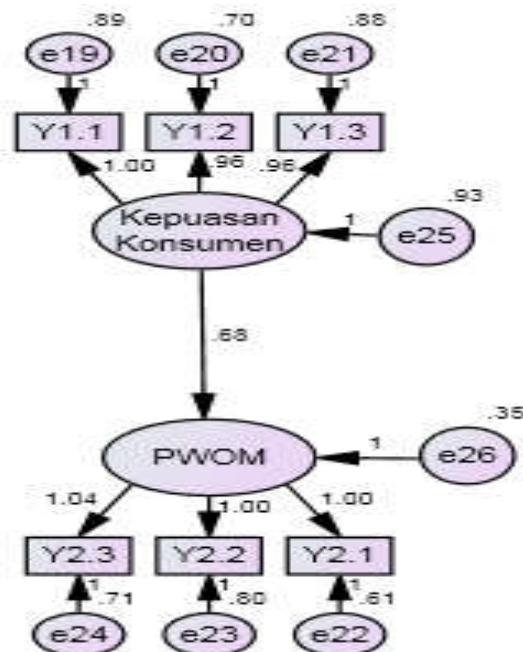 .89 .70 .88
e19 e20 e21
1 1 1
Y1.1 Y1.2 Y1.3
1.00 .96 .96
.93
Kepuasan
Konsumen
1
e25
.68
.35
PWOM
1
e26
1.04 1.00 1.00
Y2.3 Y2.2 Y2.1
1 1 1
.71 .80 .61
e24 e23 e22